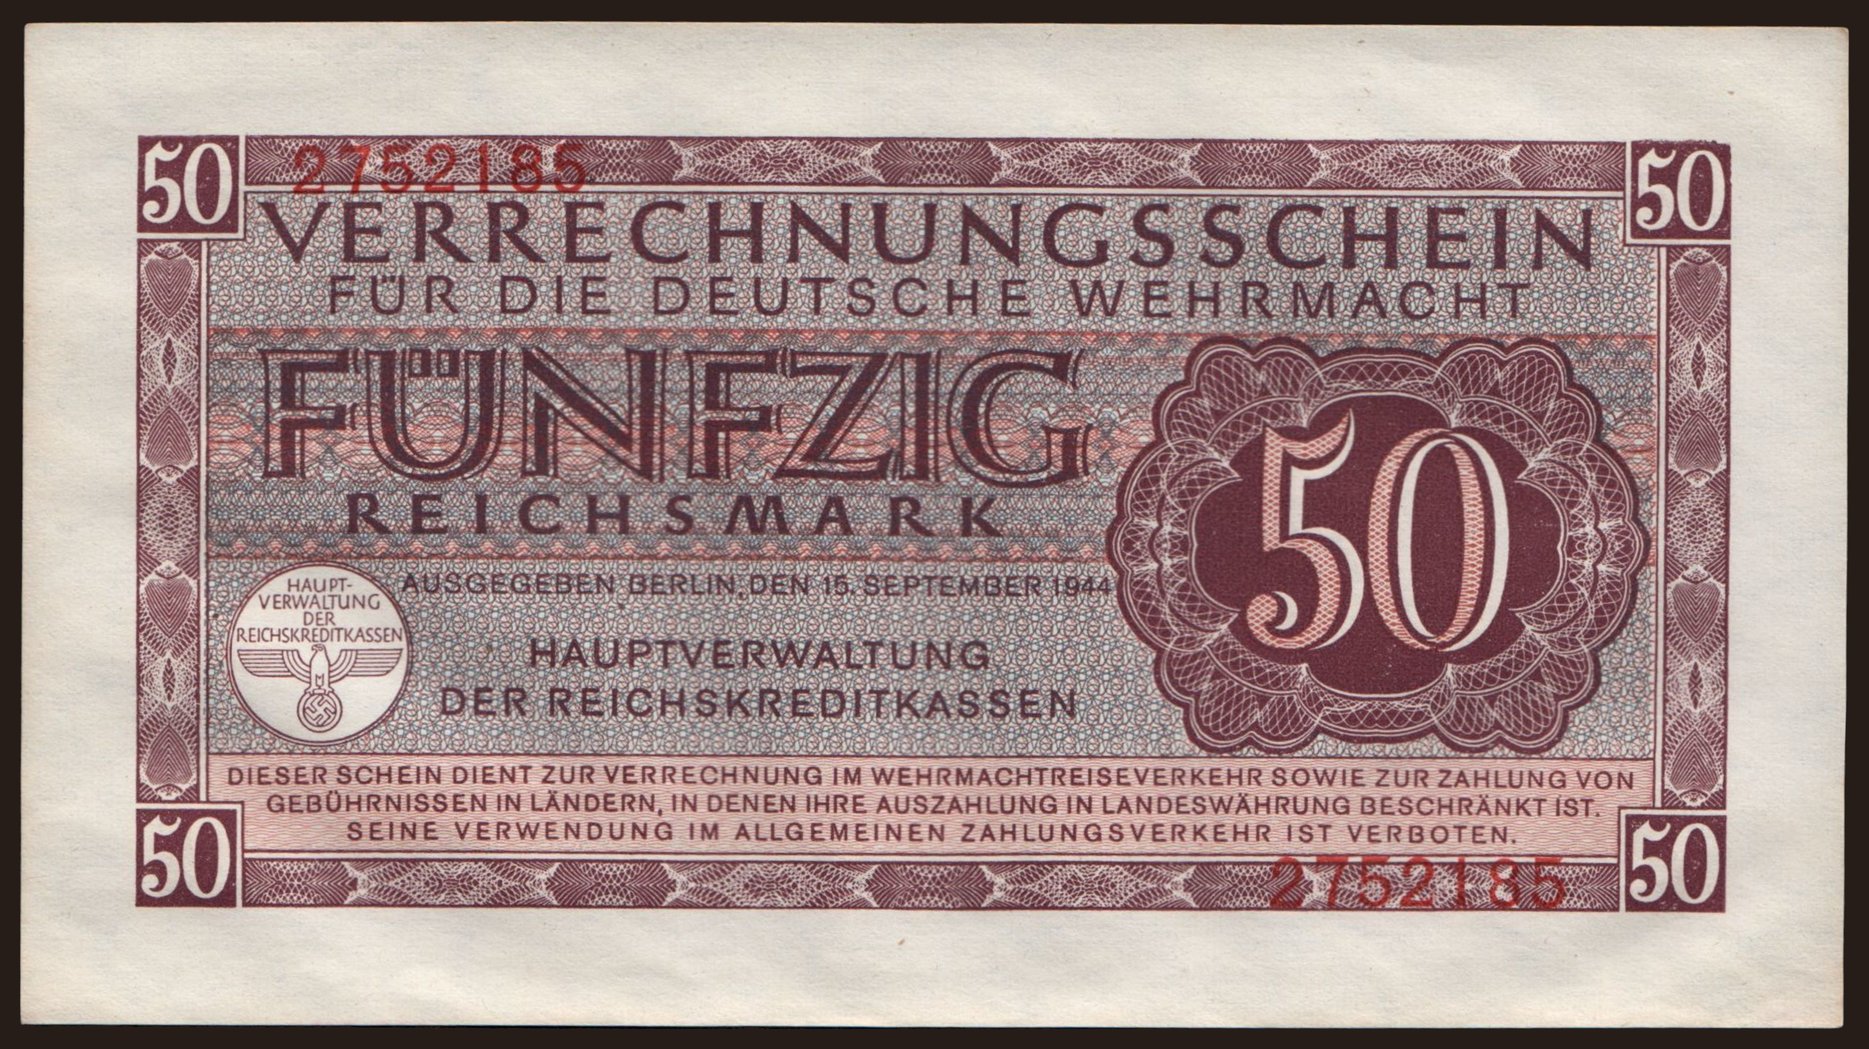 50
2752185
50
VERRECHNUNGSSCHEIN
FÜR DIE DEUTSCHE WEHRMACHT
FÜNFZIG
REICHSMARK
50
AUSGEGEBEN BERLIN, DEN 15. SEPTEMBER 1944
HAUPT-
VERWALTUNG
DER
REICHSKREDITKASSEN
M
HAUPTVERWALTUNG
DER REICHSKREDITKASSEN
DIESER SCHEIN DIENT ZUR VERRECHNUNG IM WEHRMACHTREISEVERKEHR SOWIE ZUR ZAHLUNG VON
GEBÜHRNISSEN IN LÄNDERN, IN DENEN IHRE AUSZAHLUNG IN LANDESWÄHRUNG BESCHRÄNKT IST.
SEINE VERWENDUNG IM ALLGEMEINEN ZAHLUNGSVERKEHR IST VERBOTEN.
50
2752185
50